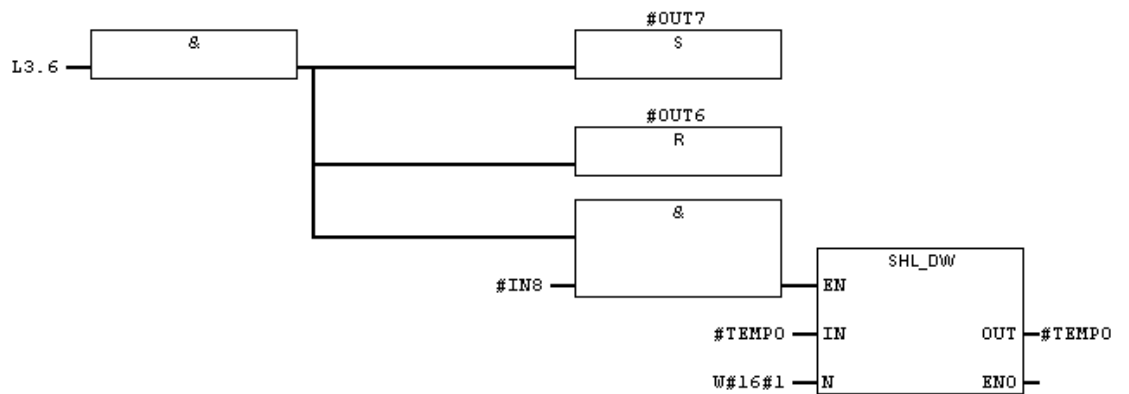 #OUT7
& S
L3.6
#OUT6
R
&
SHL_DW
#IN8 EN
#TEMP0 IN OUT #TEMP0
W#16#1 N ENO